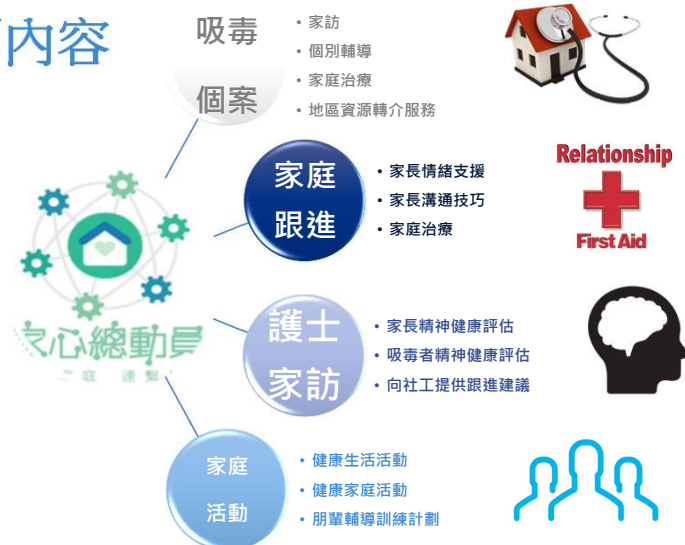 內容
吸毒
個案
• 家訪
• 個別輔導
• 家庭治療
• 地區資源轉介服務
家庭
跟進
• 家長情緒支援
• 家長溝通技巧
• 家庭治療
Relationship
First Aid
心總動員
庭 連繫
護士
家訪
• 家長精神健康評估
• 吸毒者精神健康評估
• 向社工提供跟進建議
家庭
活動
• 健康生活活動
• 健康家庭活動
• 朋輩輔導訓練計劃